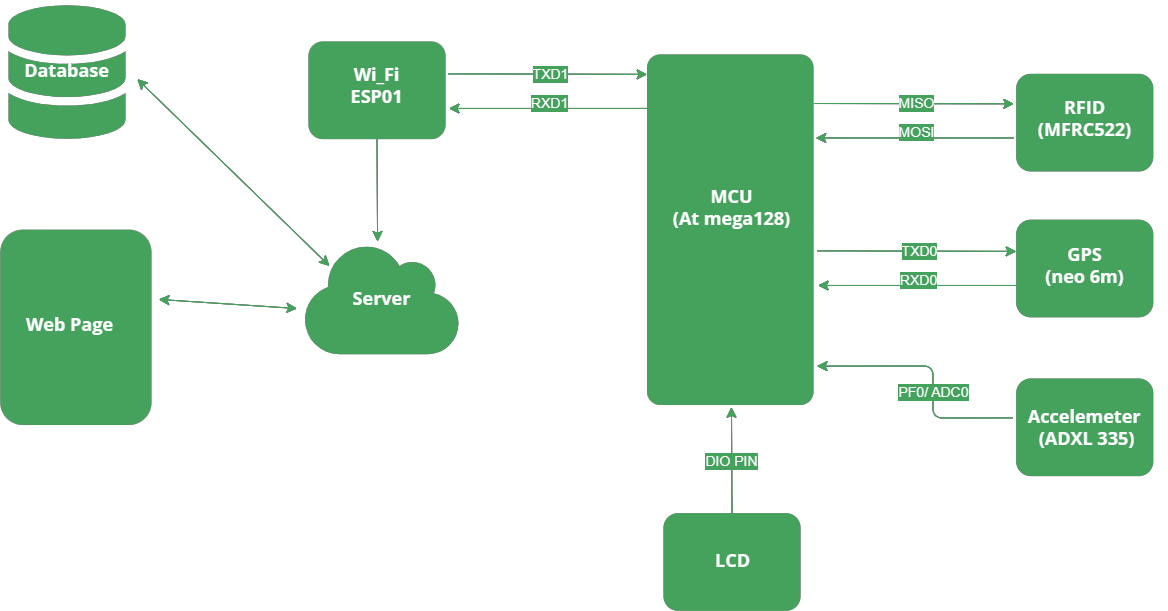 Database
Wi_Fi
ESP01
TXD1
RXD1
MCU
(At mega128)
MISO
MOSI
RFID
(MFRC522)
TXD0
RXD0
GPS
(neo 6m)
Server
Web Page
PF0/ ADC0
Accelemeter
(ADXL 335)
DIO PIN
LCD